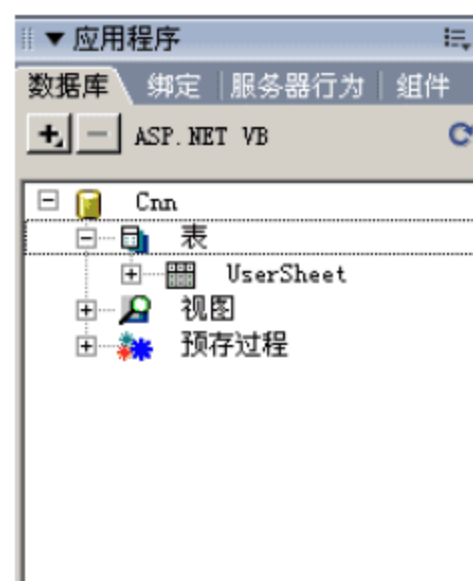 应用程序
数据库 绑定 服务器行为 组件
ASP.NET VB
Cnn
表
UserSheet
视图
预存过程